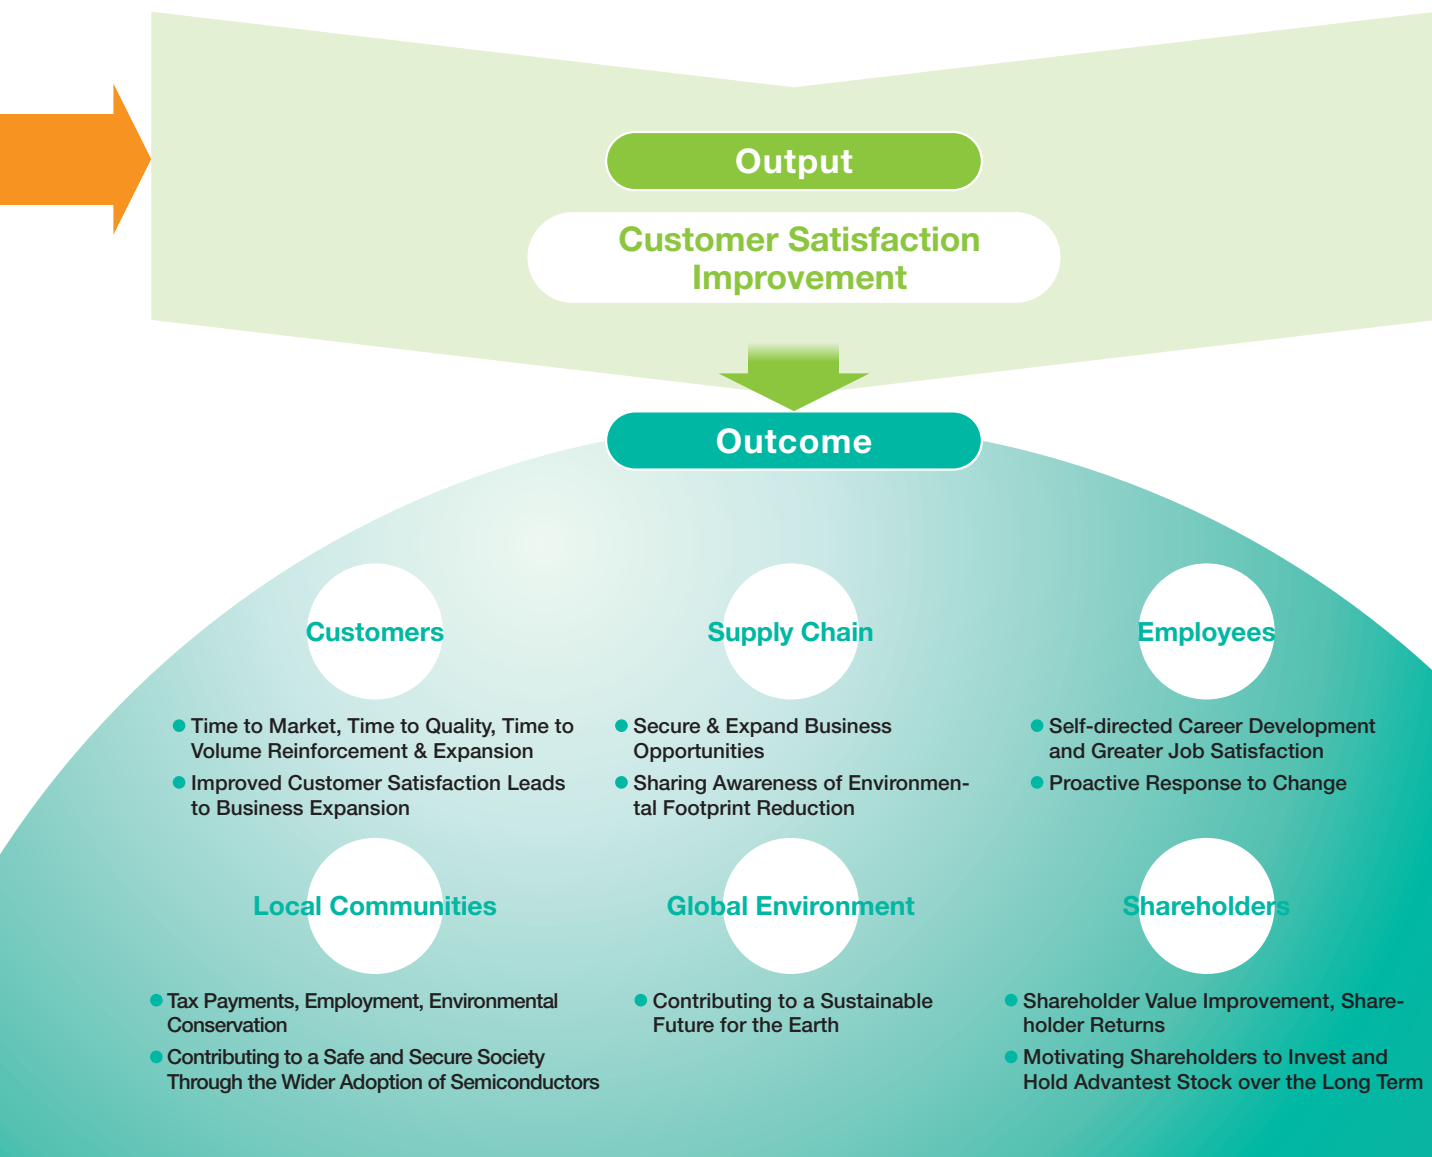 Output
Customer Satisfaction
Improvement
Outcome
Customers
● Time to Market, Time to Quality, Time to
Volume Reinforcement & Expansion
● Improved Customer Satisfaction Leads
to Business Expansion
Supply Chain
● Secure & Expand Business
Opportunities
● Sharing Awareness of Environmen-
tal Footprint Reduction
Employees
● Self-directed Career Development
and Greater Job Satisfaction
● Proactive Response to Change
Local Communities
● Tax Payments, Employment, Environmental
Conservation
● Contributing to a Safe and Secure Society
Through the Wider Adoption of Semiconductors
Global Environment
● Contributing to a Sustainable
Future for the Earth
Shareholders
● Shareholder Value Improvement, Share-
holder Returns
● Motivating Shareholders to Invest and
Hold Advantest Stock over the Long Term